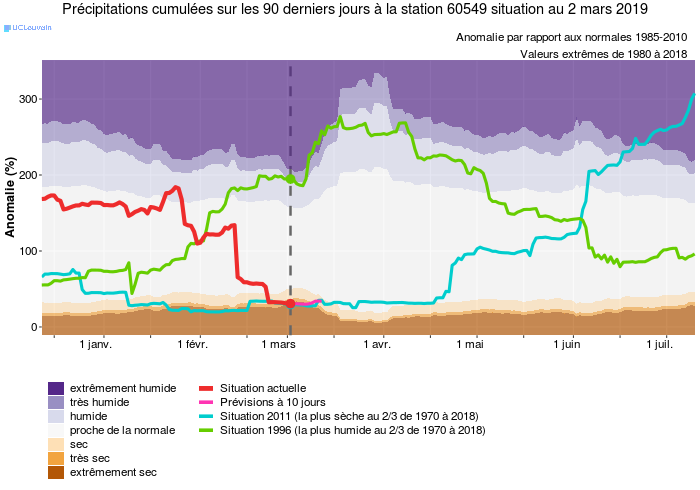 Précipitations cumulées sur les 90 derniers jours à la station 60549 situation au 2 mars 2019
UCLouvain
Anomalie par rapport aux normales 1985-2010
Valeurs extrêmes de 1980 à 2018
Anomalie (%)
300
200
100
0
1 janv. 1 févr. 1 mars 1 avr. 1 mai 1 juin 1 juil.
extrêmement humide
très humide
humide
proche de la normale
sec
très sec
extrêmement sec
Situation actuelle
Prévisions à 10 jours
Situation 2011 (la plus sèche au 2/3 de 1970 à 2018)
Situation 1996 (la plus humide au 2/3 de 1970 à 2018)